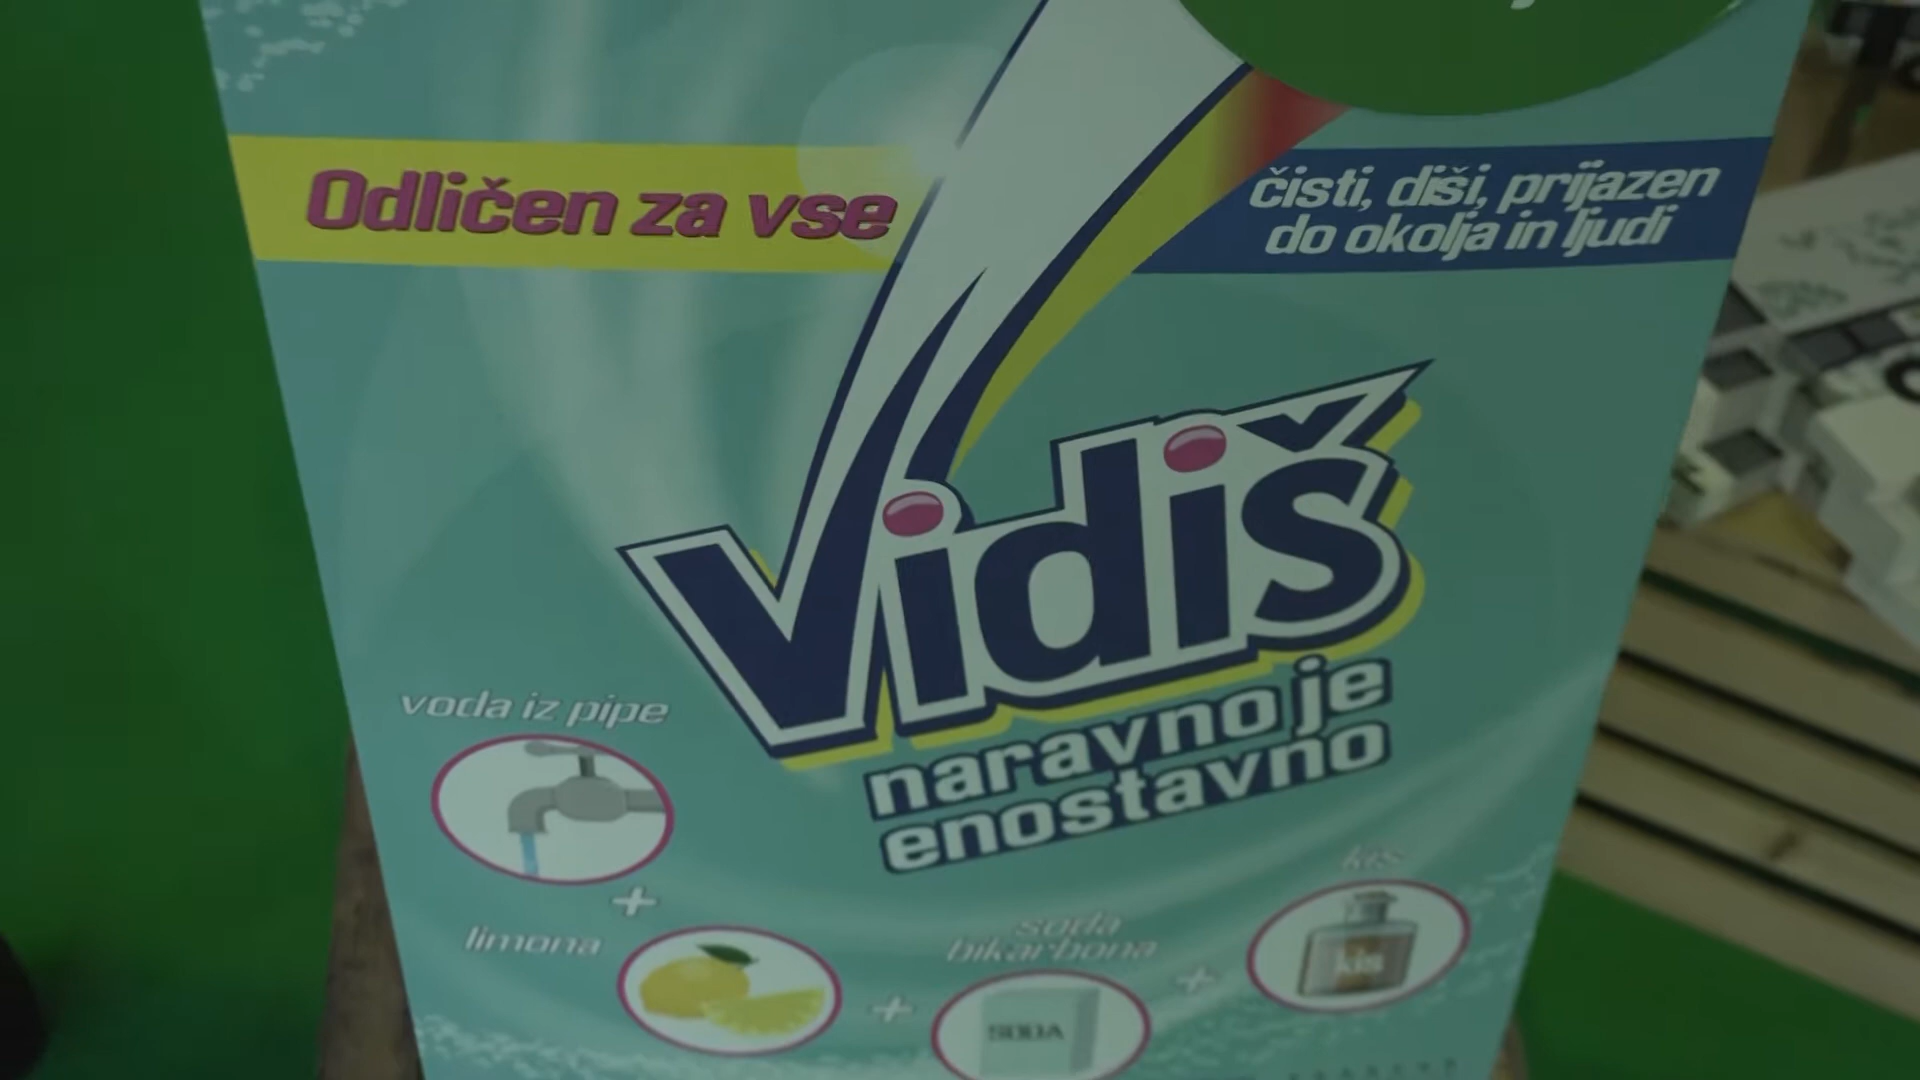 Odličen za vse
čisti, diši, prijazen
do okolja in ljudi
Vidiš
naravno je
enostavno
voda iz pipe
+
limona
+
soda
bikarbona
SODA
+
kis
kis